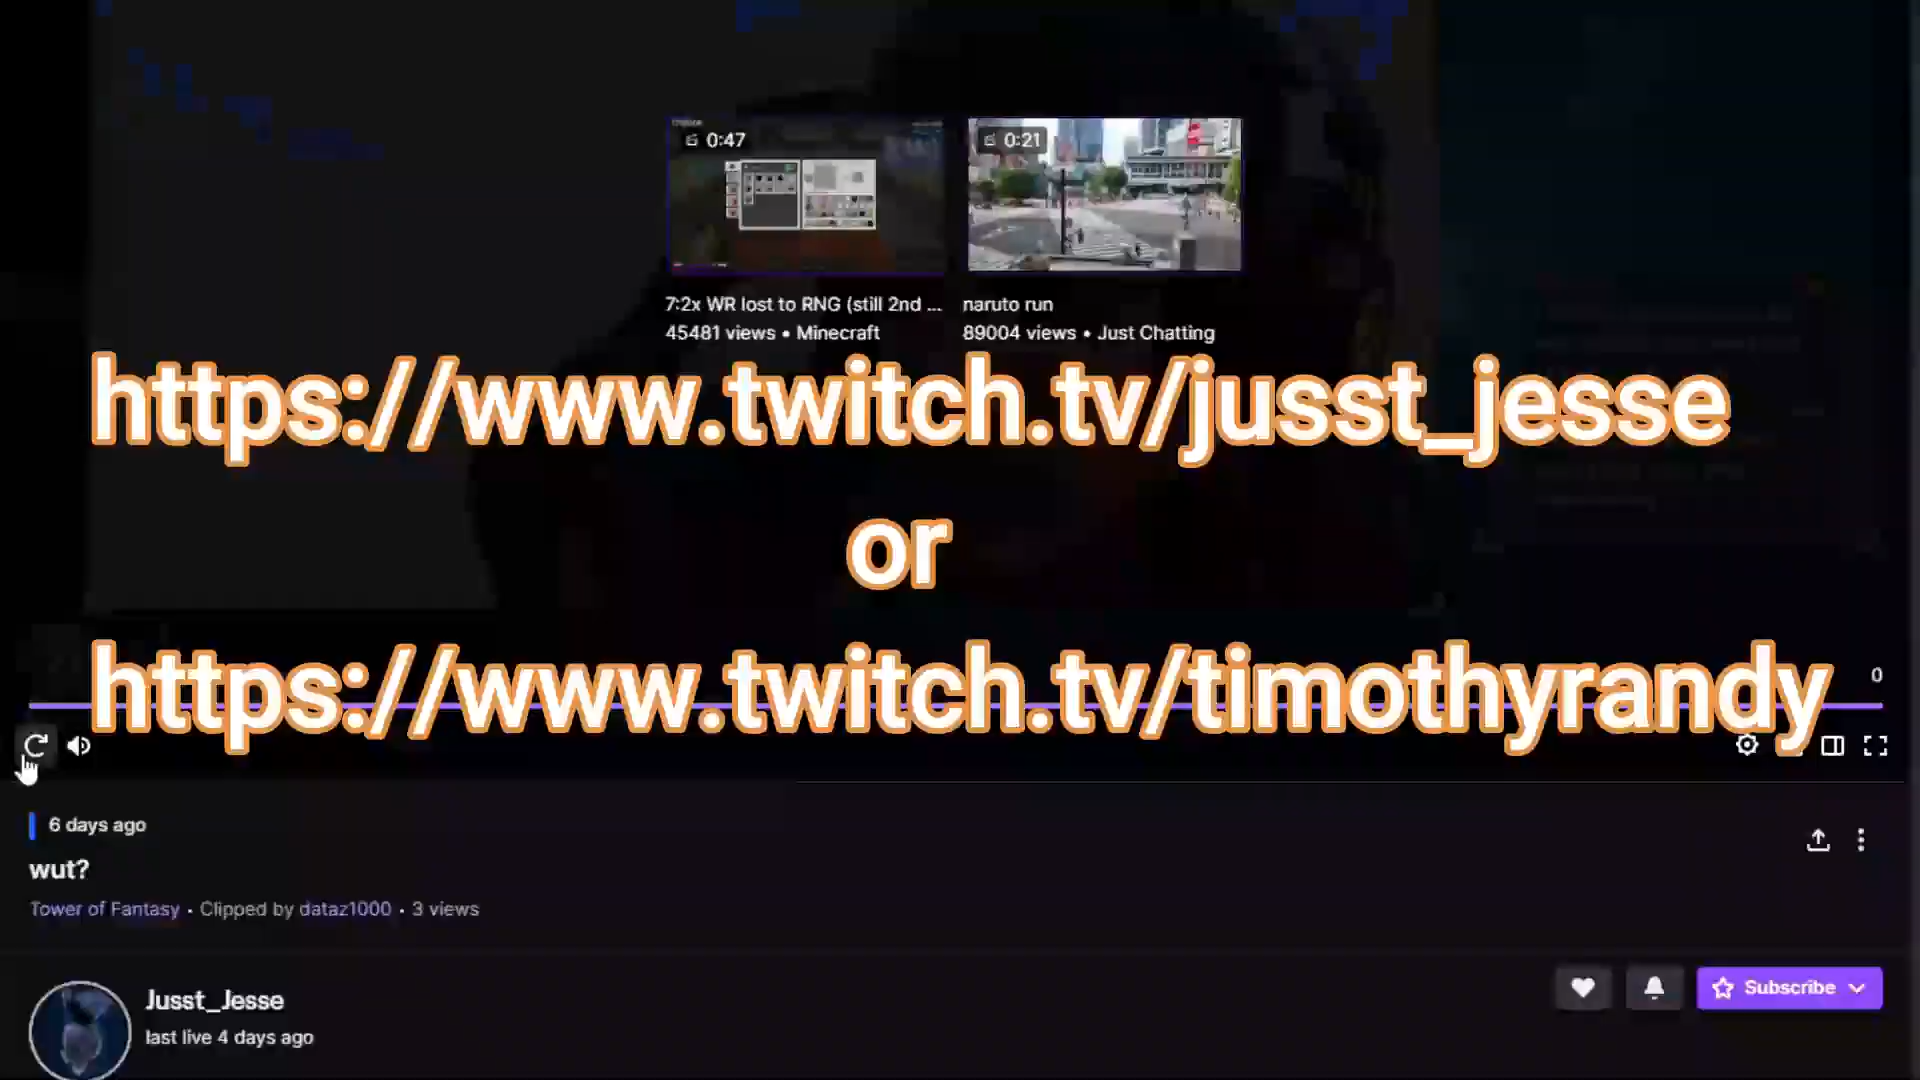 0:47
0:21
7:2x WR lost to RNG (still 2nd ...
45481 views • Minecraft
naruto run
89004 views • Just Chatting
https://www.twitch.tv/jusst_jesse
or
https://www.twitch.tv/timothyrandy
0
6 days ago
wut?
Tower of Fantasy • Clipped by dataz1000 • 3 views
Jusst_Jesse
last live 4 days ago
Subscribe